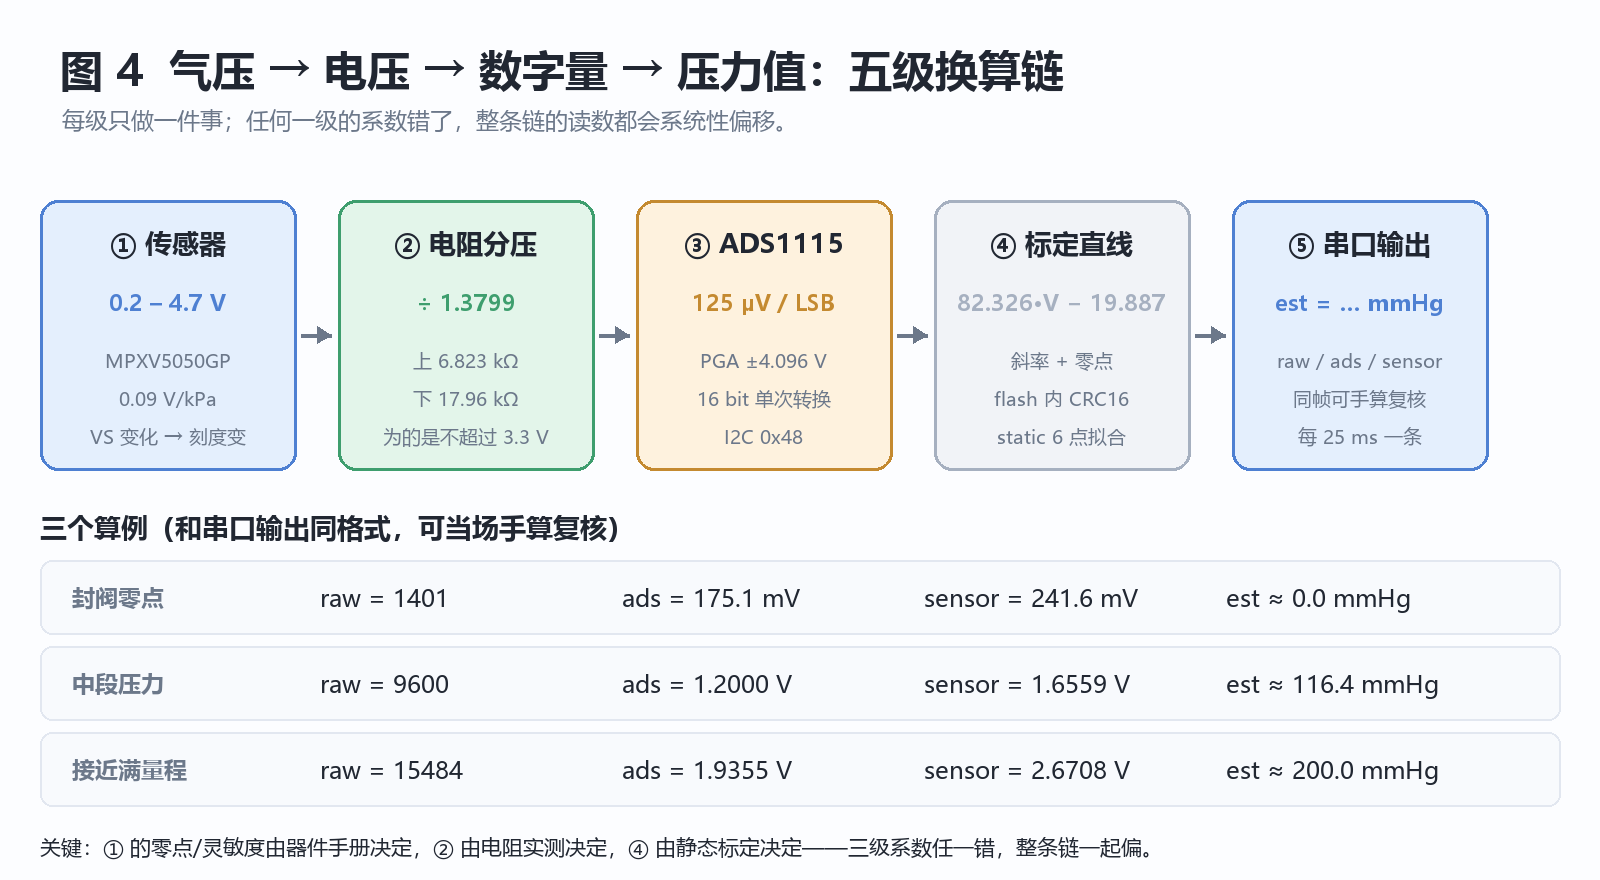 图 4 气压 → 电压 → 数字量 → 压力值：五级换算链
每级只做一件事；任何一级的系数错了，整条链的读数都会系统性偏移。
① 传感器
0.2 – 4.7 V
MPXV5050GP
0.09 V/kPa
VS 变化 → 刻度变
② 电阻分压
÷ 1.3799
上 6.823 kΩ
下 17.96 kΩ
为的是不超过 3.3 V
③ ADS1115
125 µV / LSB
PGA ±4.096 V
16 bit 单次转换
I2C 0x48
④ 标定直线
82.326•V − 19.887
斜率 + 零点
flash 内 CRC16
static 6 点拟合
⑤ 串口输出
est = … mmHg
raw / ads / sensor
同帧可手算复核
每 25 ms 一条
三个算例（和串口输出同格式，可当场手算复核）
封阀零点 raw = 1401 ads = 175.1 mV sensor = 241.6 mV est ≈ 0.0 mmHg
中段压力 raw = 9600 ads = 1.2000 V sensor = 1.6559 V est ≈ 116.4 mmHg
接近满量程 raw = 15484 ads = 1.9355 V sensor = 2.6708 V est ≈ 200.0 mmHg
关键：① 的零点/灵敏度由器件手册决定，② 由电阻实测决定，④ 由静态标定决定——三级系数任一错，整条链一起偏。